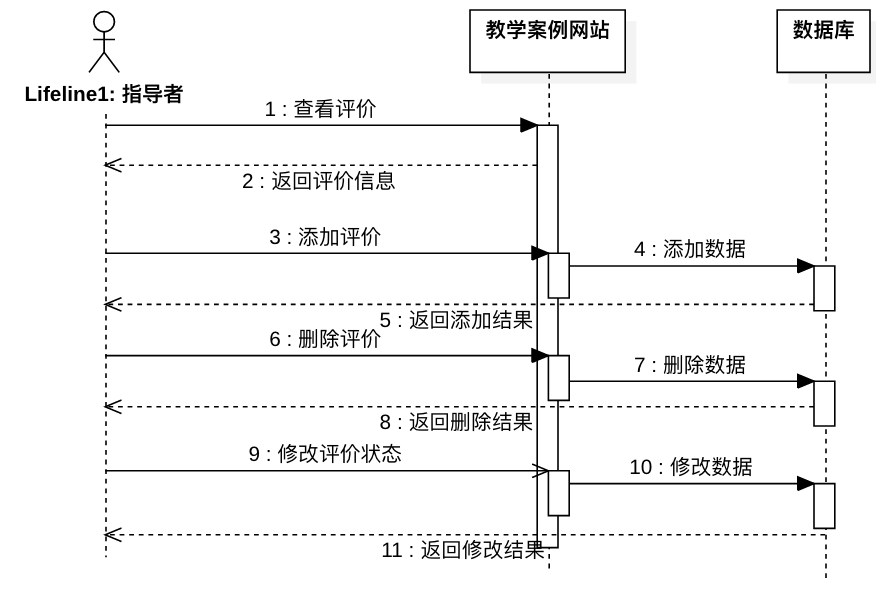 教学案例网站
数据库
Lifeline1: 指导者
1 : 查看评价
2 : 返回评价信息
3 : 添加评价
4 : 添加数据
5 : 返回添加结果
6 : 删除评价
7 : 删除数据
8 : 返回删除结果
9 : 修改评价状态
10 : 修改数据
11 : 返回修改结果